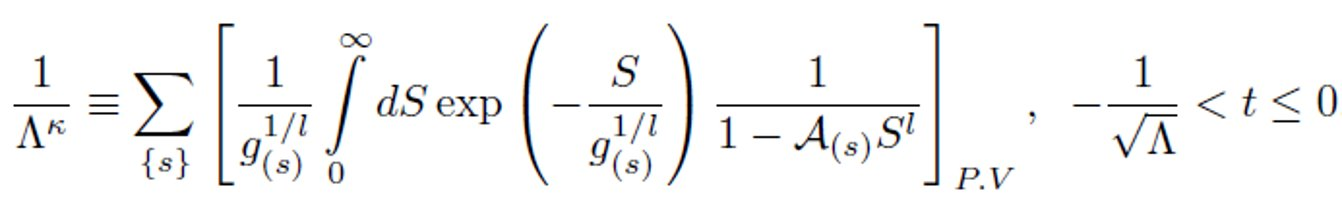 \frac{1}{\Lambda^{\kappa}} \equiv \sum_{\{s\}} \left[ \frac{1}{g_{(s)}^{1/l}} \int_{0}^{\infty} dS \exp \left( -\frac{S}{g_{(s)}^{1/l}} \right) \frac{1}{1 - \mathcal{A}_{(s)} S^{l}} \right]_{P.V} , \quad -\frac{1}{\sqrt{\Lambda}} < t \leq 0